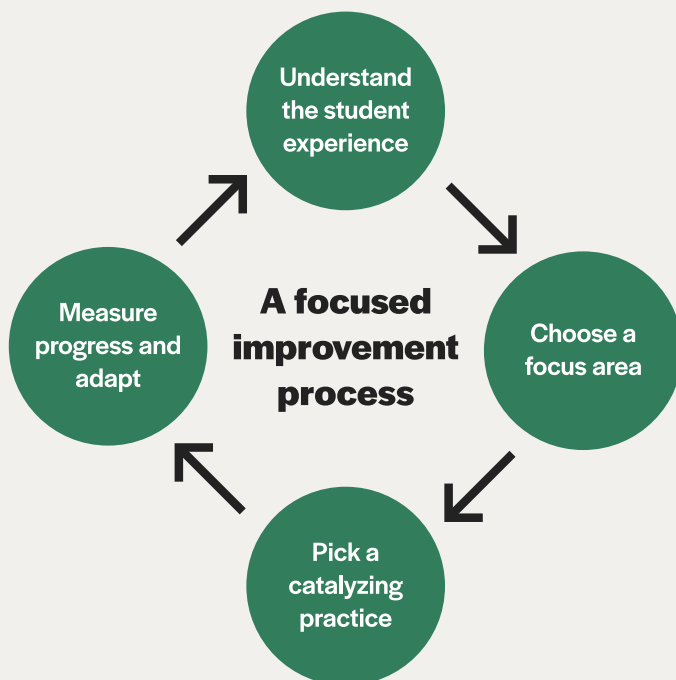 Understand
the student
experience
Choose a
focus area
Pick a
catalyzing
practice
Measure
progress and
adapt
A focused
improvement
process